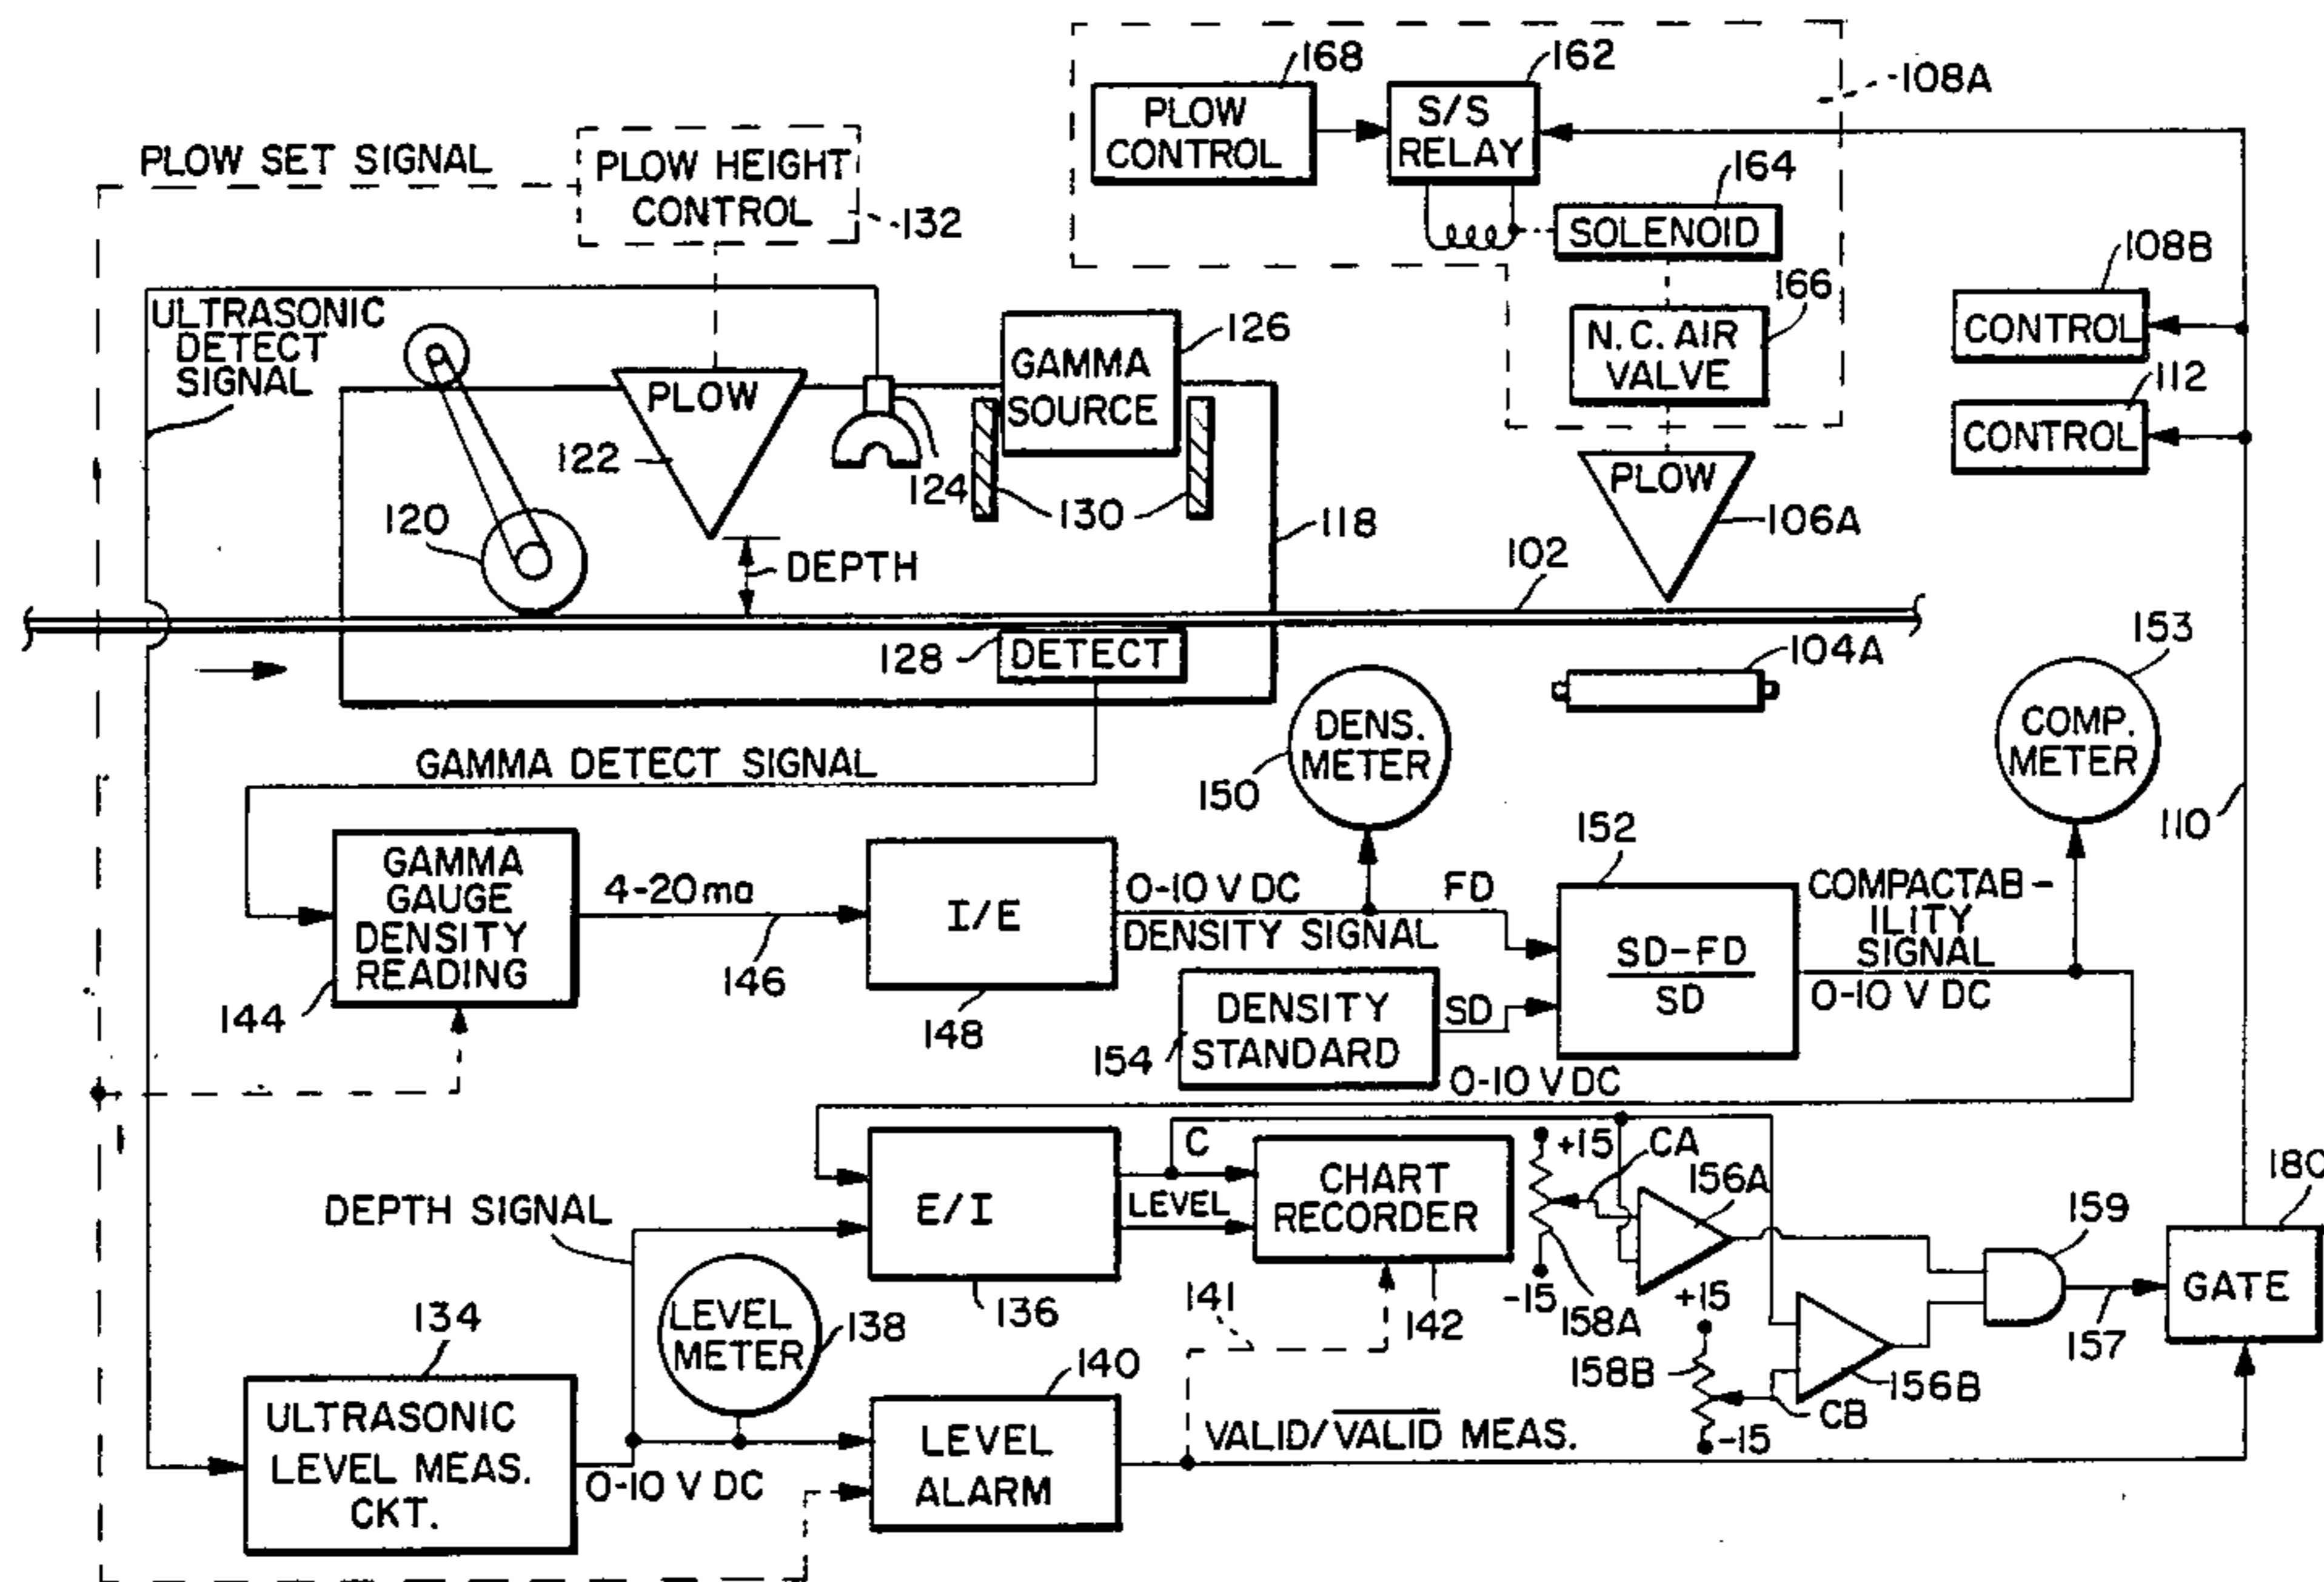 168
162
-108A
PLOW
CONTROL
S/S
RELAY
PLOW SET SIGNAL
PLOW HEIGHT
CONTROL
132
164
SOLENOID
108B
CONTROL
ULTRASONIC
DETECT
SIGNAL
126
GAMMA
SOURCE
166
N.C. AIR
VALVE
112
CONTROL
PLOW
122
124
130
PLOW
106A
120
118
DEPTH
102
153
128
DETECT
104A
DENS.
METER
150
COMP.
METER
GAMMA DETECT SIGNAL
110
152
GAMMA
GAUGE
DENSITY
READING
144
4-20ma
146
I/E
148
0-10 V DC
DENSITY SIGNAL
FD
SD-FD
SD
COMPACTAB-
ILITY
SIGNAL
0-10 V DC
DENSITY
STANDARD
154
SD
0-10 V DC
C
LEVEL
E/I
136
CHART
RECORDER
142
+15
CA
156A
-15
158A
159
180
GATE
157
DEPTH SIGNAL
LEVEL
METER
138
141
+15
158B
156B
CB
-15
134
ULTRASONIC
LEVEL MEAS.
CKT.
0-10 V DC
140
LEVEL
ALARM
VALID/VALID MEAS.